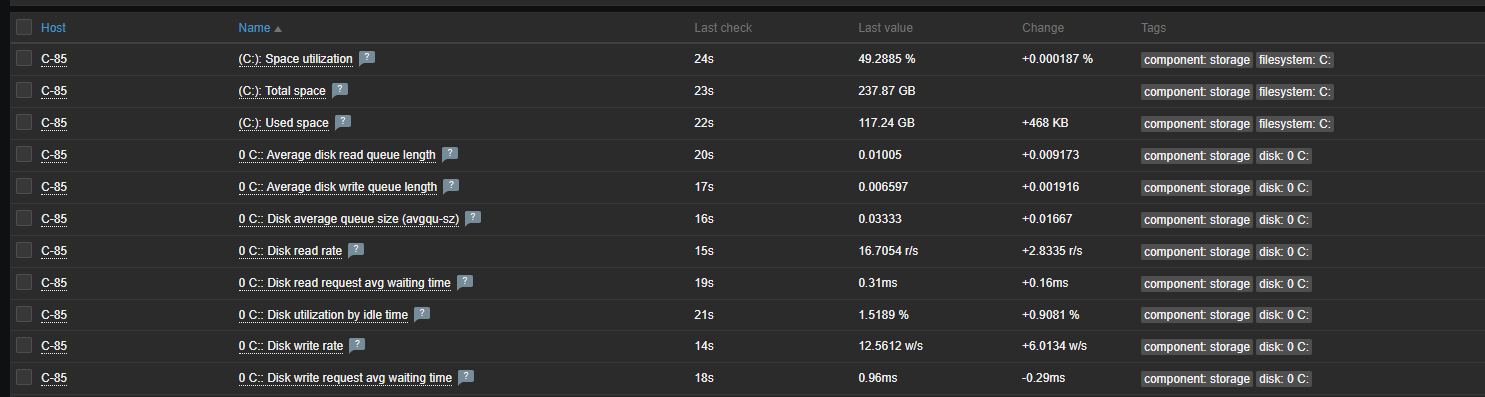 Host Name Last check Last value Change Tags
C-85 (C:): Space utilization ? 24s 49.2885 % +0.000187 % component: storage filesystem: C:
C-85 (C:): Total space ? 23s 237.87 GB component: storage filesystem: C:
C-85 (C:): Used space ? 22s 117.24 GB +468 KB component: storage filesystem: C:
C-85 0 C:: Average disk read queue length ? 20s 0.01005 +0.009173 component: storage disk: 0 C:
C-85 0 C:: Average disk write queue length ? 17s 0.006597 +0.001916 component: storage disk: 0 C:
C-85 0 C:: Disk average queue size (avgqu-sz) ? 16s 0.03333 +0.01667 component: storage disk: 0 C:
C-85 0 C:: Disk read rate ? 15s 16.7054 r/s +2.8335 r/s component: storage disk: 0 C:
C-85 0 C:: Disk read request avg waiting time ? 19s 0.31ms +0.16ms component: storage disk: 0 C:
C-85 0 C:: Disk utilization by idle time ? 21s 1.5189 % +0.9081 % component: storage disk: 0 C:
C-85 0 C:: Disk write rate ? 14s 12.5612 w/s +6.0134 w/s component: storage disk: 0 C:
C-85 0 C:: Disk write request avg waiting time ? 18s 0.96ms -0.29ms component: storage disk: 0 C: